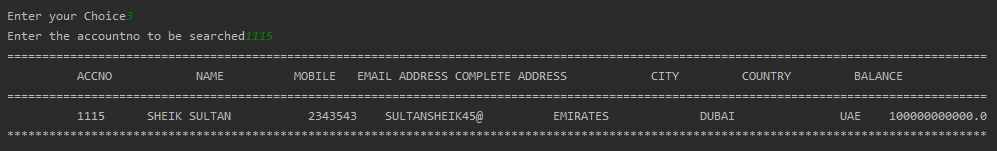 Enter your Choice3
Enter the accountno to be searched1115
============================================================================================================================================
ACCNO NAME MOBILE EMAIL ADDRESS COMPLETE ADDRESS CITY COUNTRY BALANCE
============================================================================================================================================
1115 SHEIK SULTAN 2343543 SULTANSHEIK45@ EMIRATES DUBAI UAE 100000000000.0
********************************************************************************************************************************************